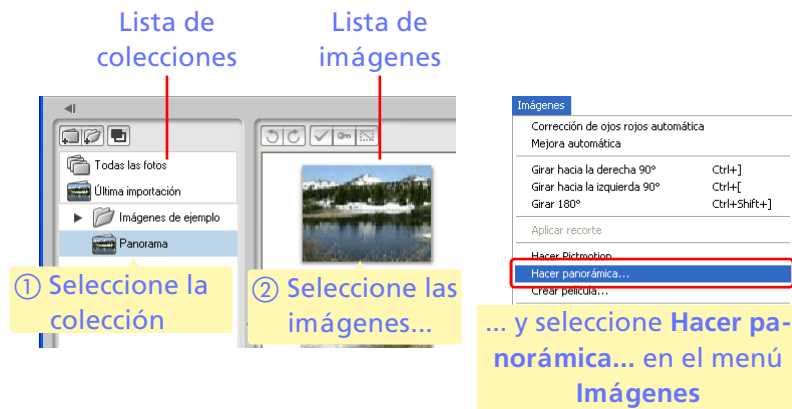 Lista de
colecciones
Lista de
imágenes
Todas las fotos
Última importación
Imágenes de ejemplo
Panorama
① Seleccione la
colección
② Seleccione las
imágenes...
Imágenes
Corrección de ojos rojos automática
Mejora automática
Girar hacia la derecha 90° Ctrl+]
Girar hacia la izquierda 90° Ctrl+[
Girar 180° Ctrl+Shift+]
Aplicar recorte
Hacer Pictmotion...
Hacer panorámica...
Crear película...
... y seleccione Hacer pa-
norámica... en el menú
Imágenes